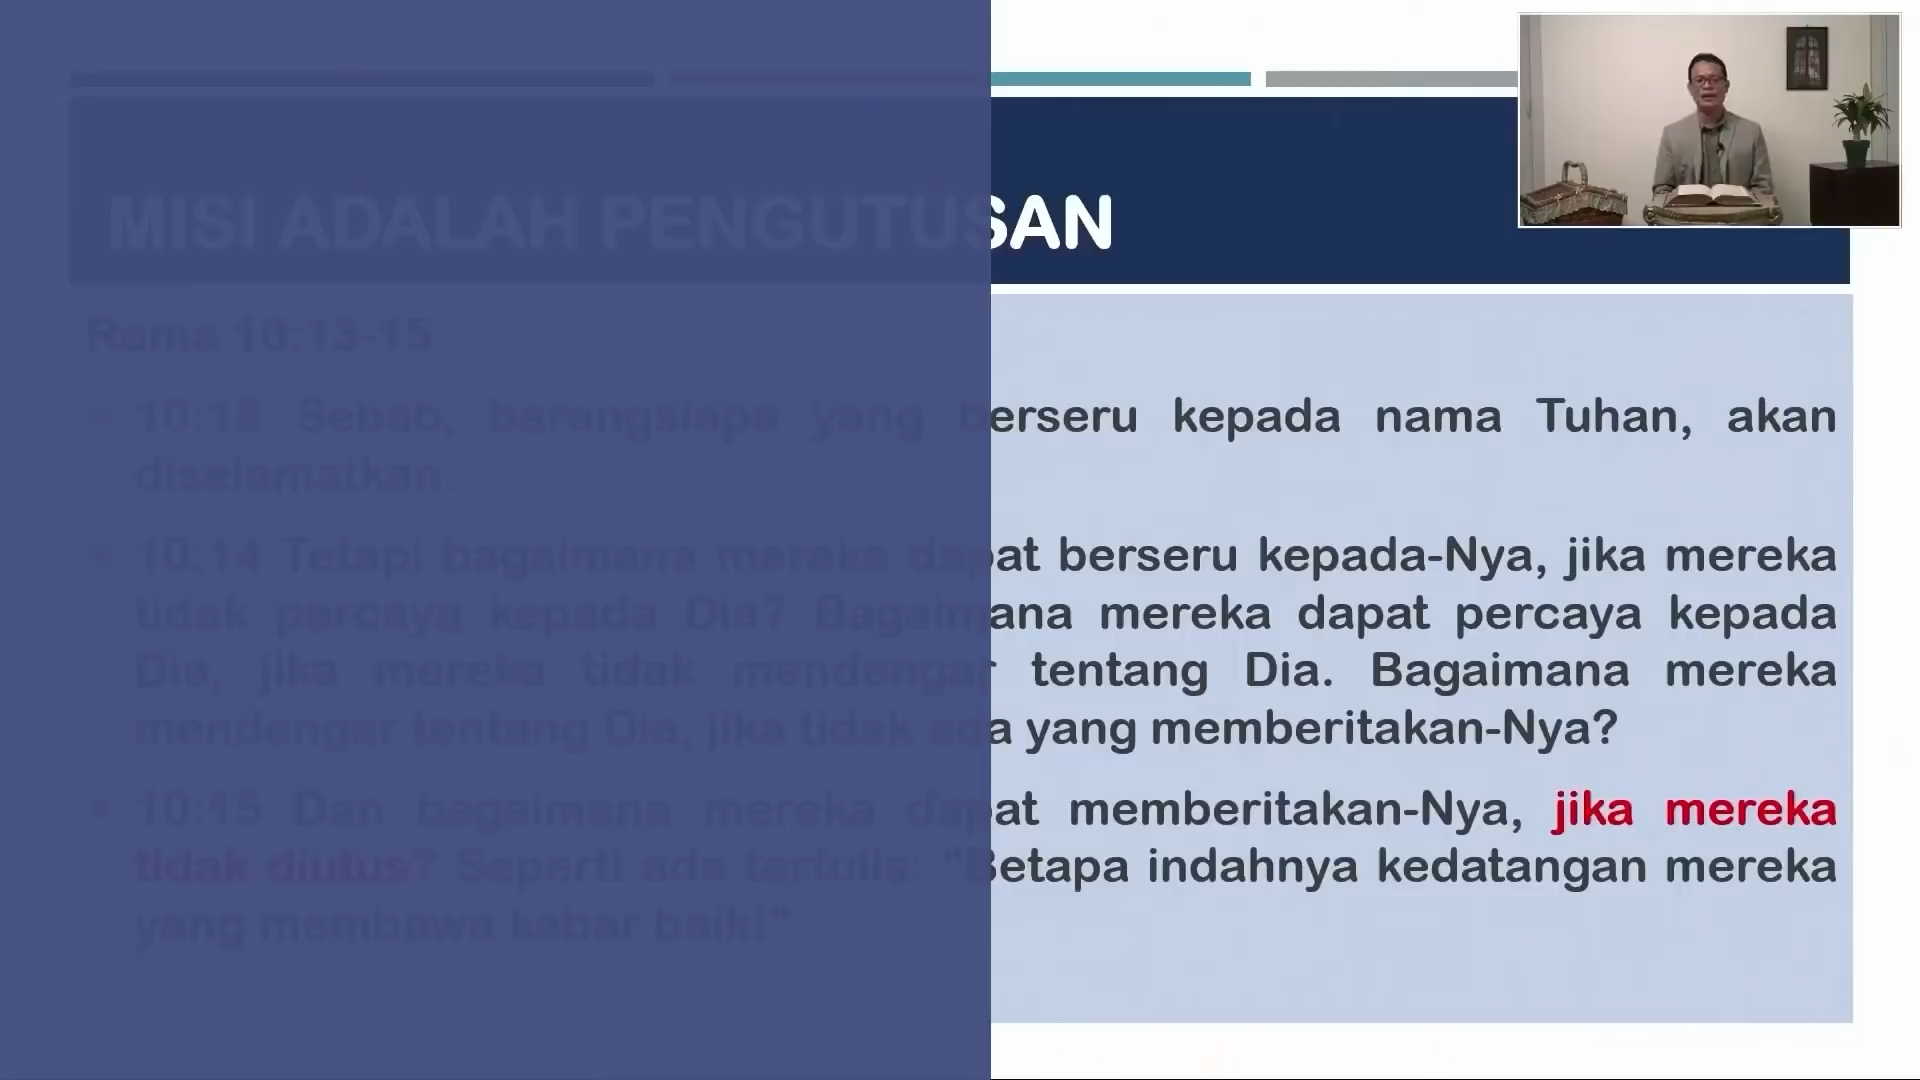 MISI ADALAH PENGUTUSAN
Roma 10:13-15
10:18 Sebab, barangsiapa yang berseru kepada nama Tuhan, akan
diselamatkan.
10:14 Tetapi bagaimana mereka dapat berseru kepada-Nya, jika mereka
tidak percaya kepada Dia? Bagaimana mereka dapat percaya kepada
Dia, jika mereka tidak mendengar tentang Dia. Bagaimana mereka
mendengar tentang Dia, jika tidak ada yang memberitakan-Nya?
10:15 Dan bagaimana mereka dapat memberitakan-Nya, jika mereka
tidak diutus? Seperti ada tertulis: "Betapa indahnya kedatangan mereka
yang membawa kabar baik!"